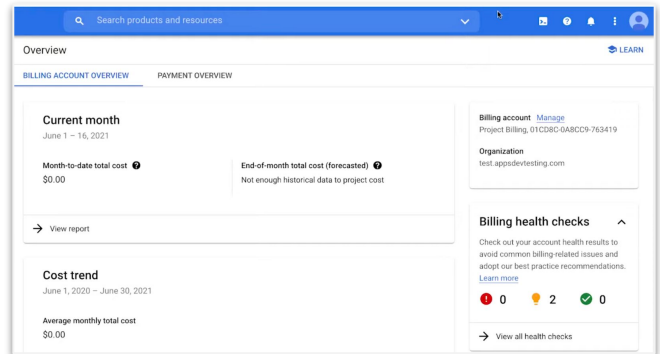 Search products and resources
Overview
LEARN
BILLING ACCOUNT OVERVIEW
PAYMENT OVERVIEW
Current month
June 1 – 16, 2021
Month-to-date total cost
$0.00
End-of-month total cost (forecasted)
Not enough historical data to project cost
View report
Cost trend
June 1, 2020 – June 30, 2021
Average monthly total cost
$0.00
Billing account Manage
Project Billing, 01CD8C-0A8CC9-763419
Organization
test.appsdevtesting.com
Billing health checks
Check out your account health results to
avoid common billing-related issues and
adopt our best practice recommendations.
Learn more
0 2 0
View all health checks